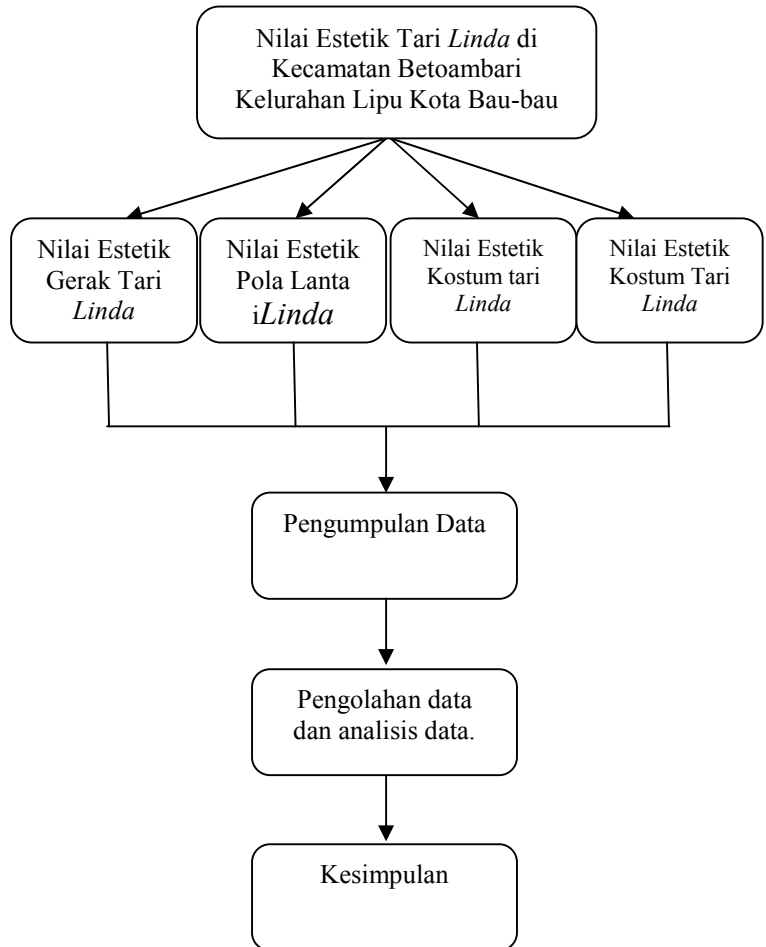 Nilai Estetik Tari Linda di
Kecamatan Betoambari
Kelurahan Lipu Kota Bau-bau
Nilai Estetik
Gerak Tari
Linda
Nilai Estetik
Pola Lanta
iLinda
Nilai Estetik
Kostum tari
Linda
Nilai Estetik
Kostum Tari
Linda
Pengumpulan Data
Pengolahan data
dan analisis data.
Kesimpulan